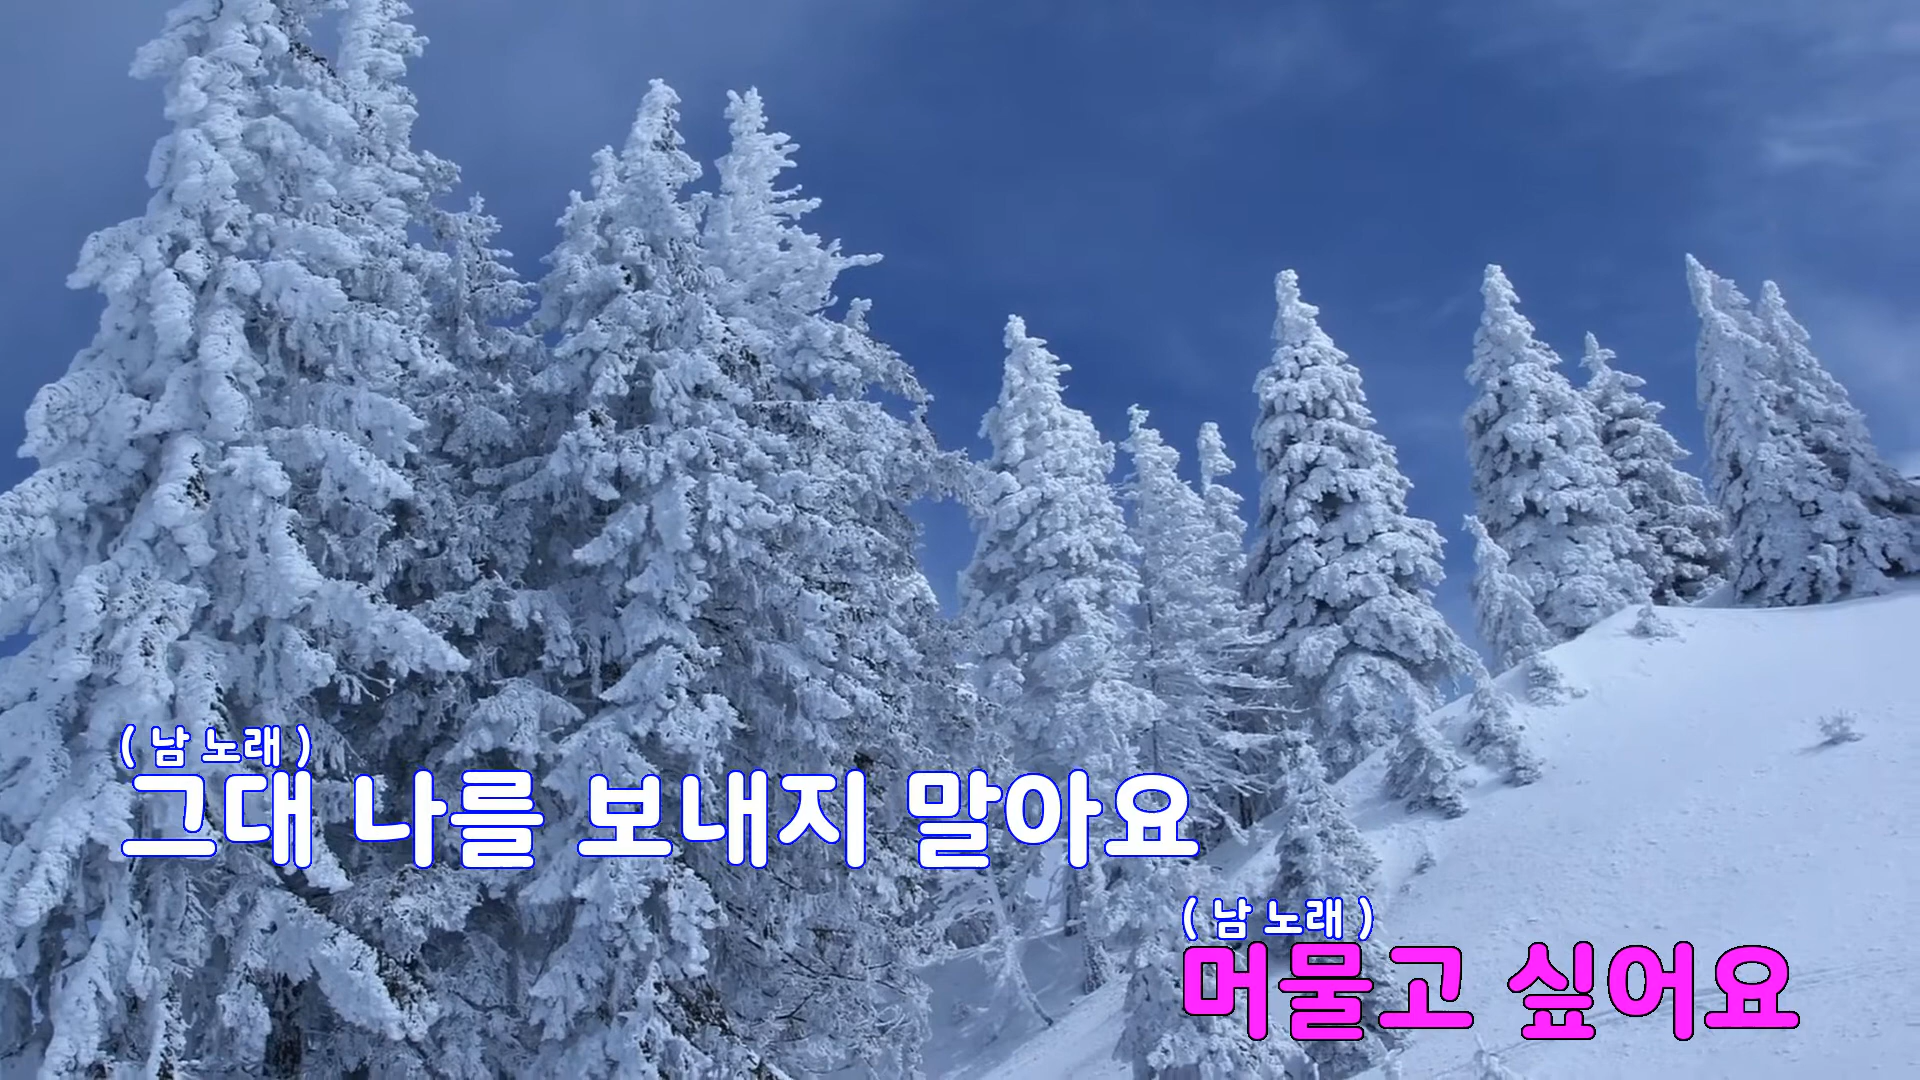 ( 남 노래 )
그대 나를 보내지 말아요
( 남 노래 )
머물고 싶어요